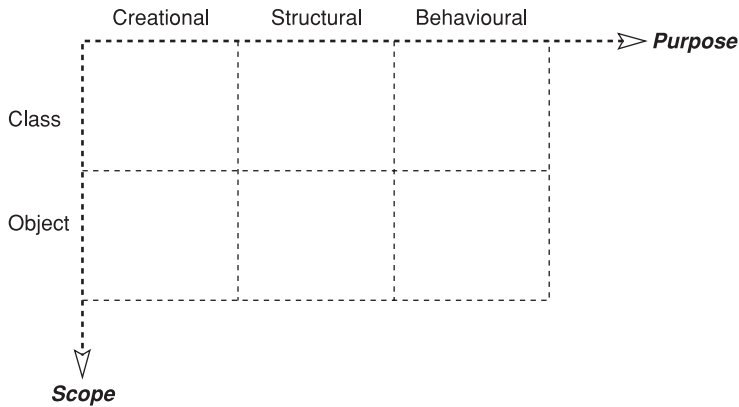 Creational Structural Behavioural
Purpose
Class
Object
Scope